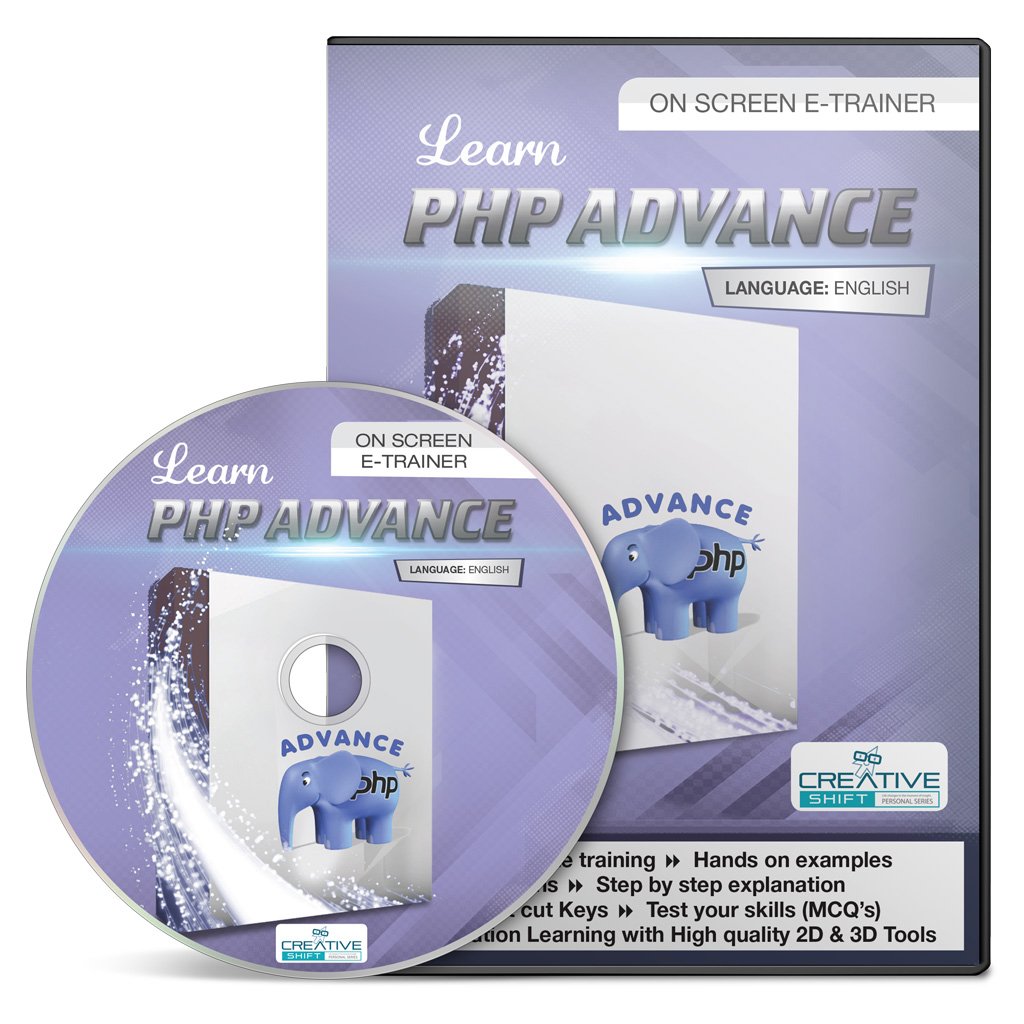 ON SCREEN E-TRAINER
Learn
PHP ADVANCE
LANGUAGE: ENGLISH
ADVANCE
php
CREATIVE
SHIFT
PERSONAL SERIES
training » Hands on examples
» Step by step explanation
cut Keys » Test your skills (MCQ's)
Learning with High quality 2D & 3D Tools
ON SCREEN
E-TRAINER
Learn
PHP ADVANCE
LANGUAGE: ENGLISH
ADVANCE
php
CREATIVE
SHIFT
PERSONAL SERIES